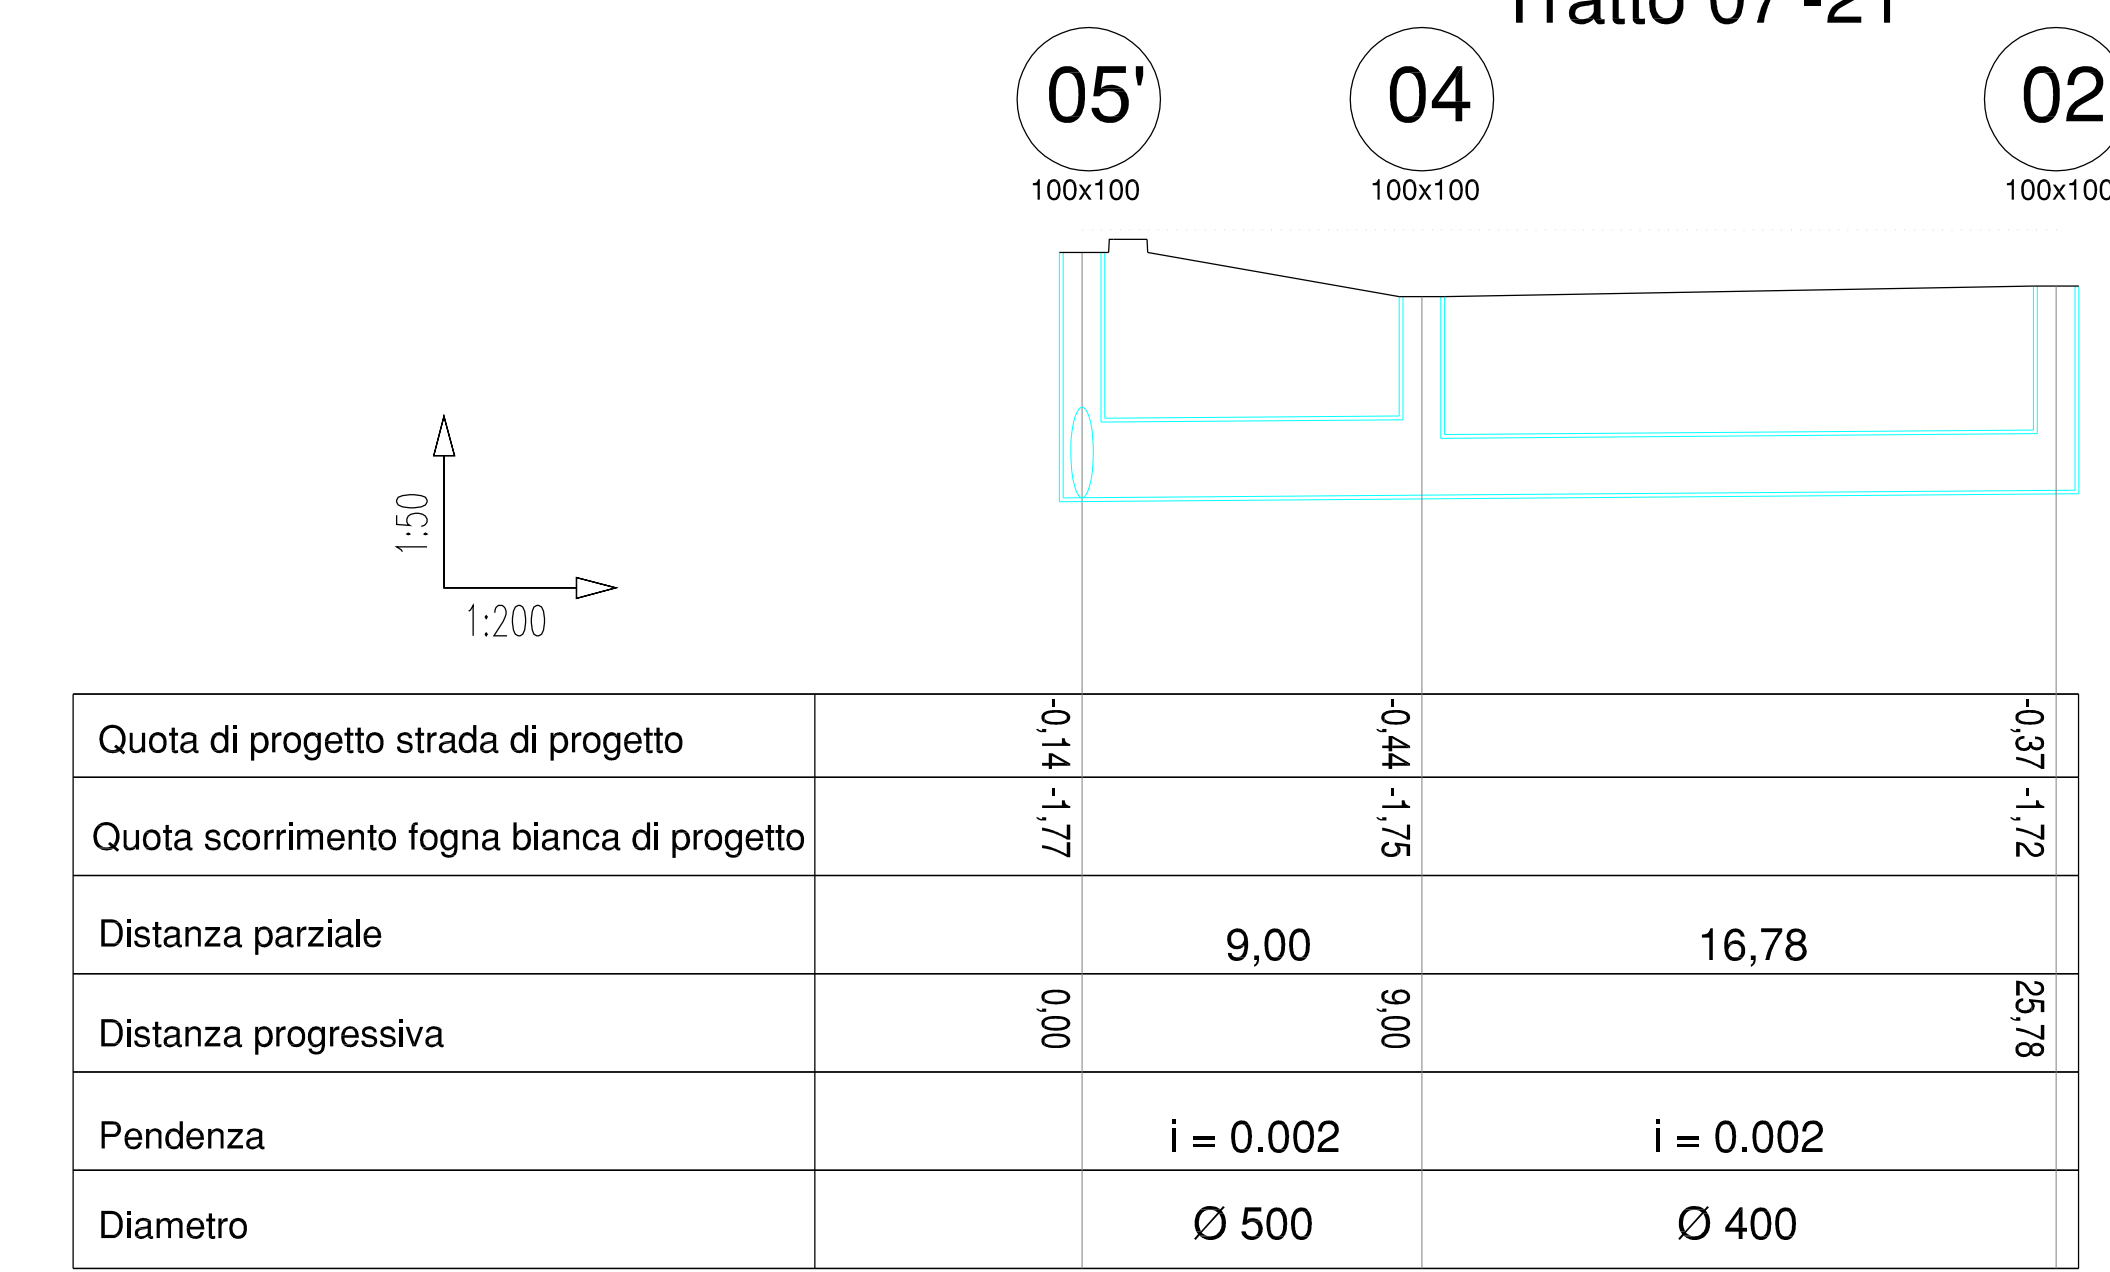 05'
04
02
100x100
100x100
1:50
1:200
Quota di progetto strada di progetto -0,14 -0,44 -0,37
Quota scorrimento fogna bianca di progetto -1,77 -1,75 -1,72
Distanza parziale 9,00 16,78
Distanza progressiva 0,00 9,00 25,78
Pendenza i = 0.002 i = 0.002
Diametro Ø 500 Ø 400